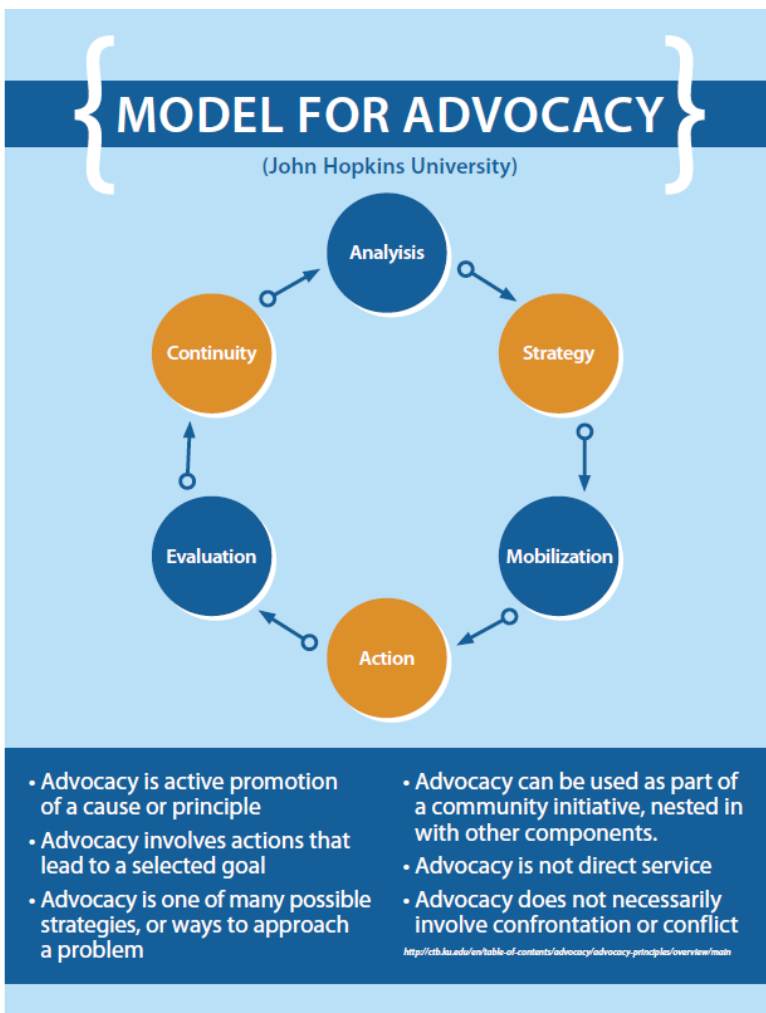 MODEL FOR ADVOCACY
(John Hopkins University)
Analyisis
Strategy
Mobilization
Action
Evaluation
Continuity
• Advocacy is active promotion
of a cause or principle
• Advocacy involves actions that
lead to a selected goal
• Advocacy is one of many possible
strategies, or ways to approach
a problem
• Advocacy can be used as part of
a community initiative, nested in
with other components.
• Advocacy is not direct service
• Advocacy does not necessarily
involve confrontation or conflict
http://ctb.ku.edu/en/table-of-contents/advocacy/advocacy-principles/overview/main